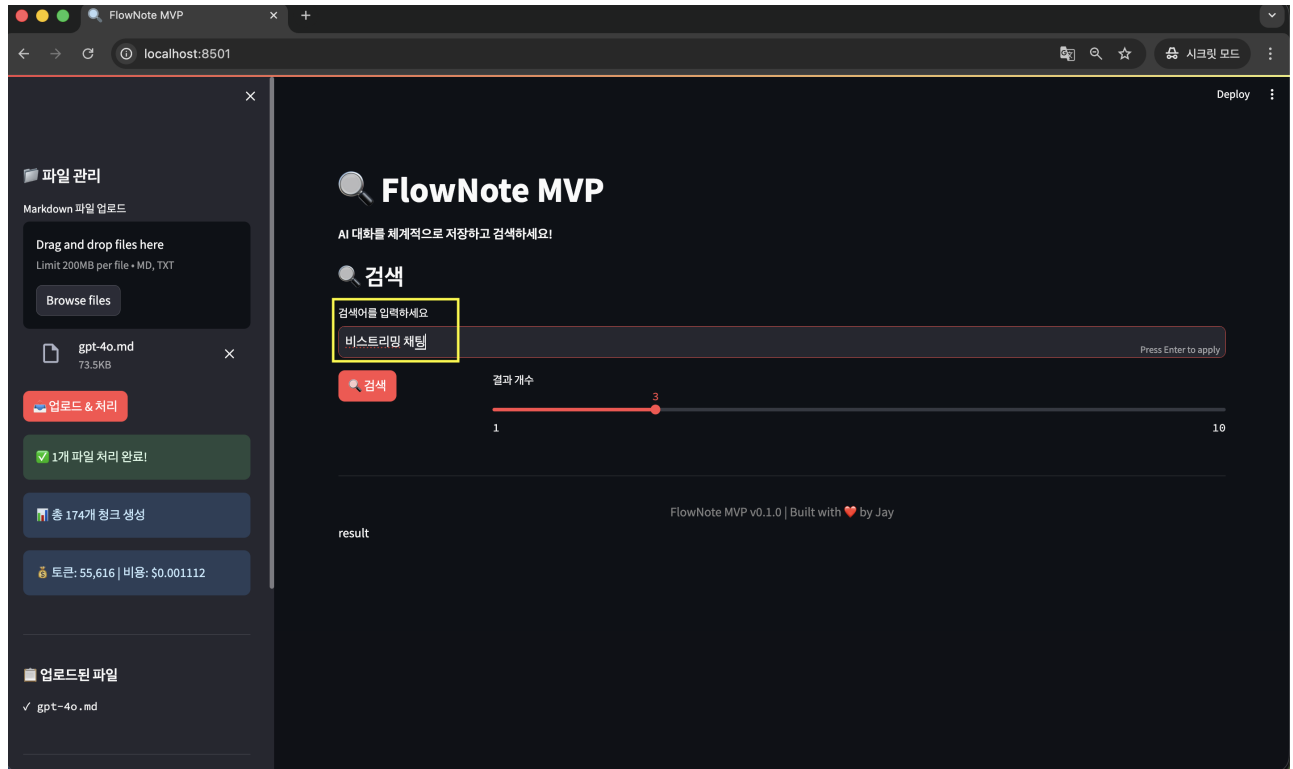 FlowNote MVP
localhost:8501
시크릿 모드
Deploy
파일 관리
Markdown 파일 업로드
Drag and drop files here
Limit 200MB per file • MD, TXT
Browse files
gpt-4o.md
73.5KB
업로드 & 처리
1개 파일 처리 완료!
총 174개 청크 생성
토큰: 55,616 | 비용: $0.001112
업로드된 파일
✓ gpt-4o.md
FlowNote MVP
AI 대화를 체계적으로 저장하고 검색하세요!
검색
검색어를 입력하세요
비스트리밍 채팅
Press Enter to apply
검색
결과 개수
3
1
10
FlowNote MVP v0.1.0 | Built with ❤️ by Jay
result